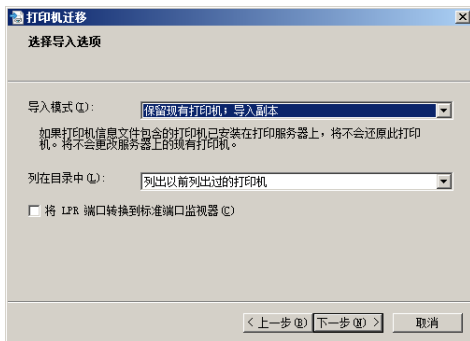 打印机迁移
选择导入选项
导入模式(I):
保留现有打印机；导入副本
如果打印机信息文件包含的打印机已安装在打印服务器上，将不会还原此打印
机。将不会更改服务器上的现有打印机。
列在目录中(L):
列出以前列出过的打印机
将 LPR 端口转换到标准端口监视器(C)
<上一步(B) 下一步(N) > 取消